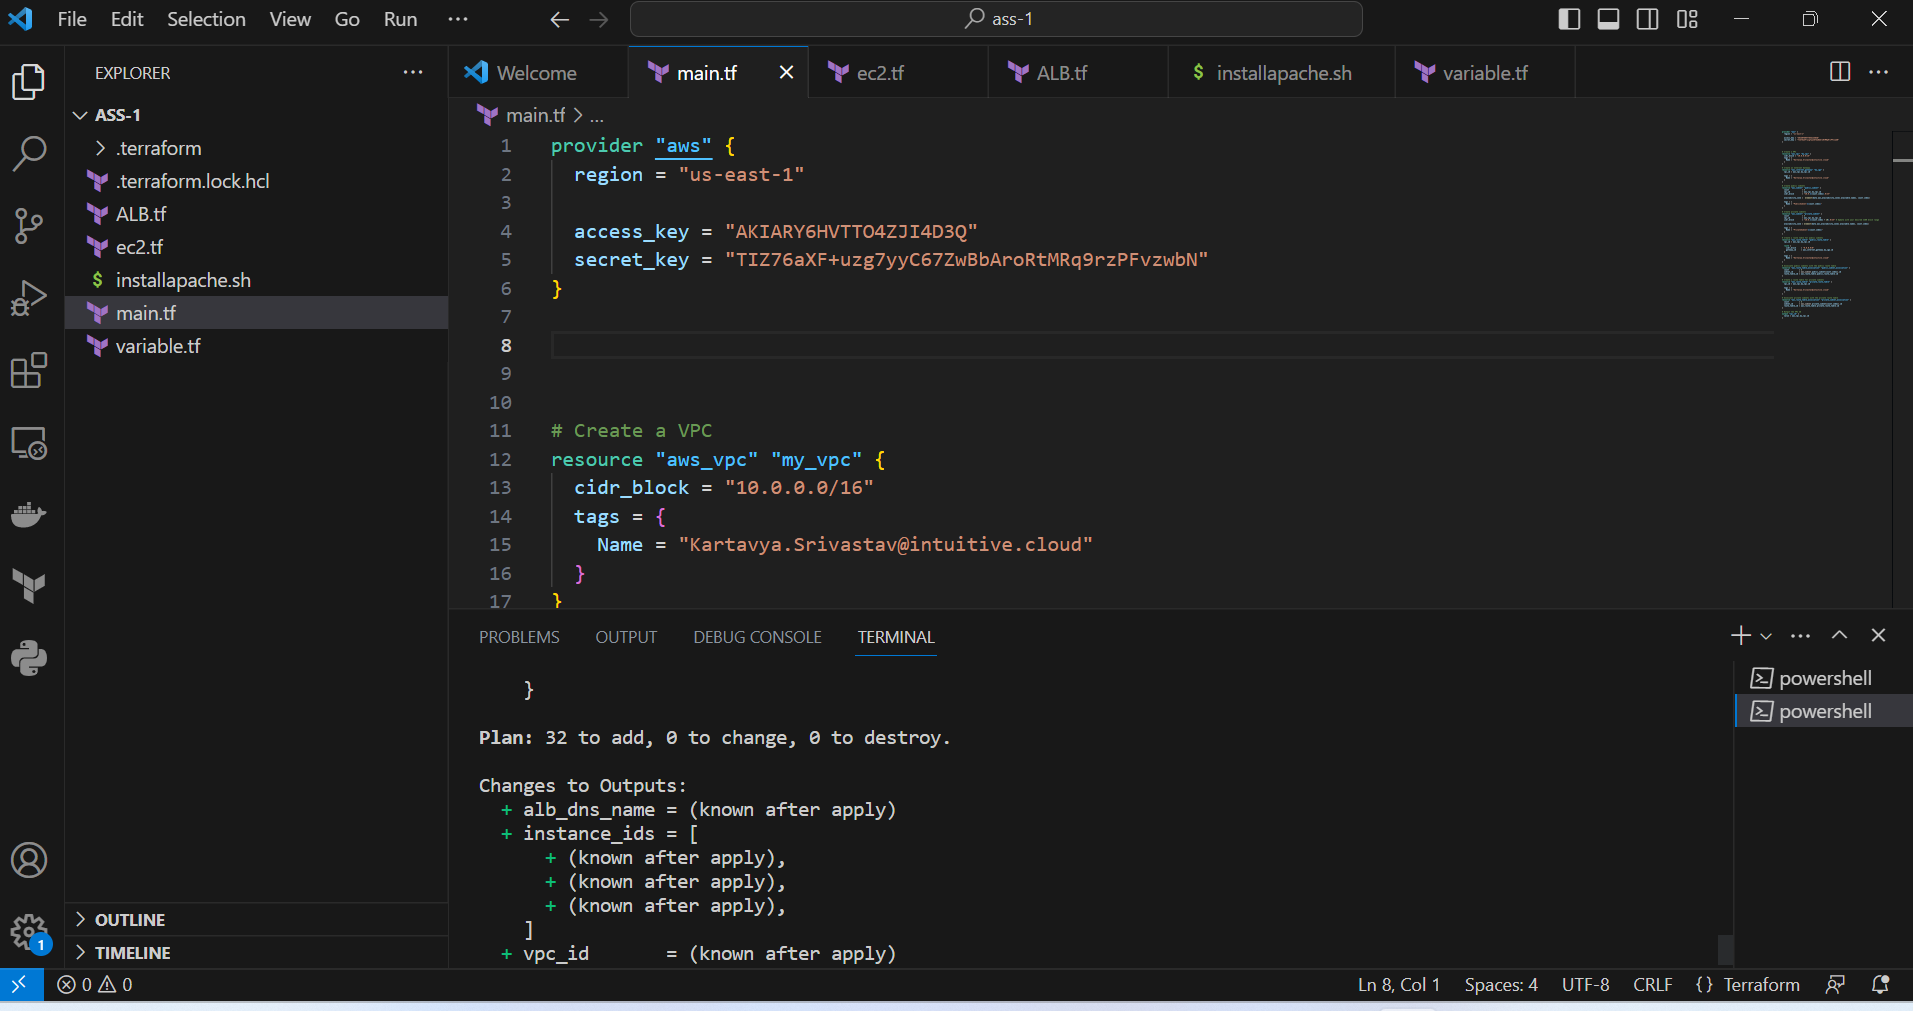 File Edit Selection View Go Run ··· ass-1
EXPLORER ···
ASS-1
.terraform
.terraform.lock.hcl
ALB.tf
ec2.tf
$ installapache.sh
main.tf
variable.tf
OUTLINE
TIMELINE
Welcome main.tf ec2.tf ALB.tf $ installapache.sh variable.tf ···
main.tf > ...
1 provider "aws" {
2 region = "us-east-1"
3
4 access_key = "AKIARY6HVTTO4ZJI4D3Q"
5 secret_key = "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"
6 }
7
8
9
10
11 # Create a VPC
12 resource "aws_vpc" "my_vpc" {
13 cidr_block = "10.0.0.0/16"
14 tags = {
15 Name = "Kartavya.Srivastav@intuitive.cloud"
16 }
17 }
PROBLEMS OUTPUT DEBUG CONSOLE TERMINAL
}
Plan: 32 to add, 0 to change, 0 to destroy.
Changes to Outputs:
+ alb_dns_name = (known after apply)
+ instance_ids = [
+ (known after apply),
+ (known after apply),
+ (known after apply),
]
+ vpc_id = (known after apply)
powershell
powershell
1
0 0 Ln 8, Col 1 Spaces: 4 UTF-8 CRLF {} Terraform